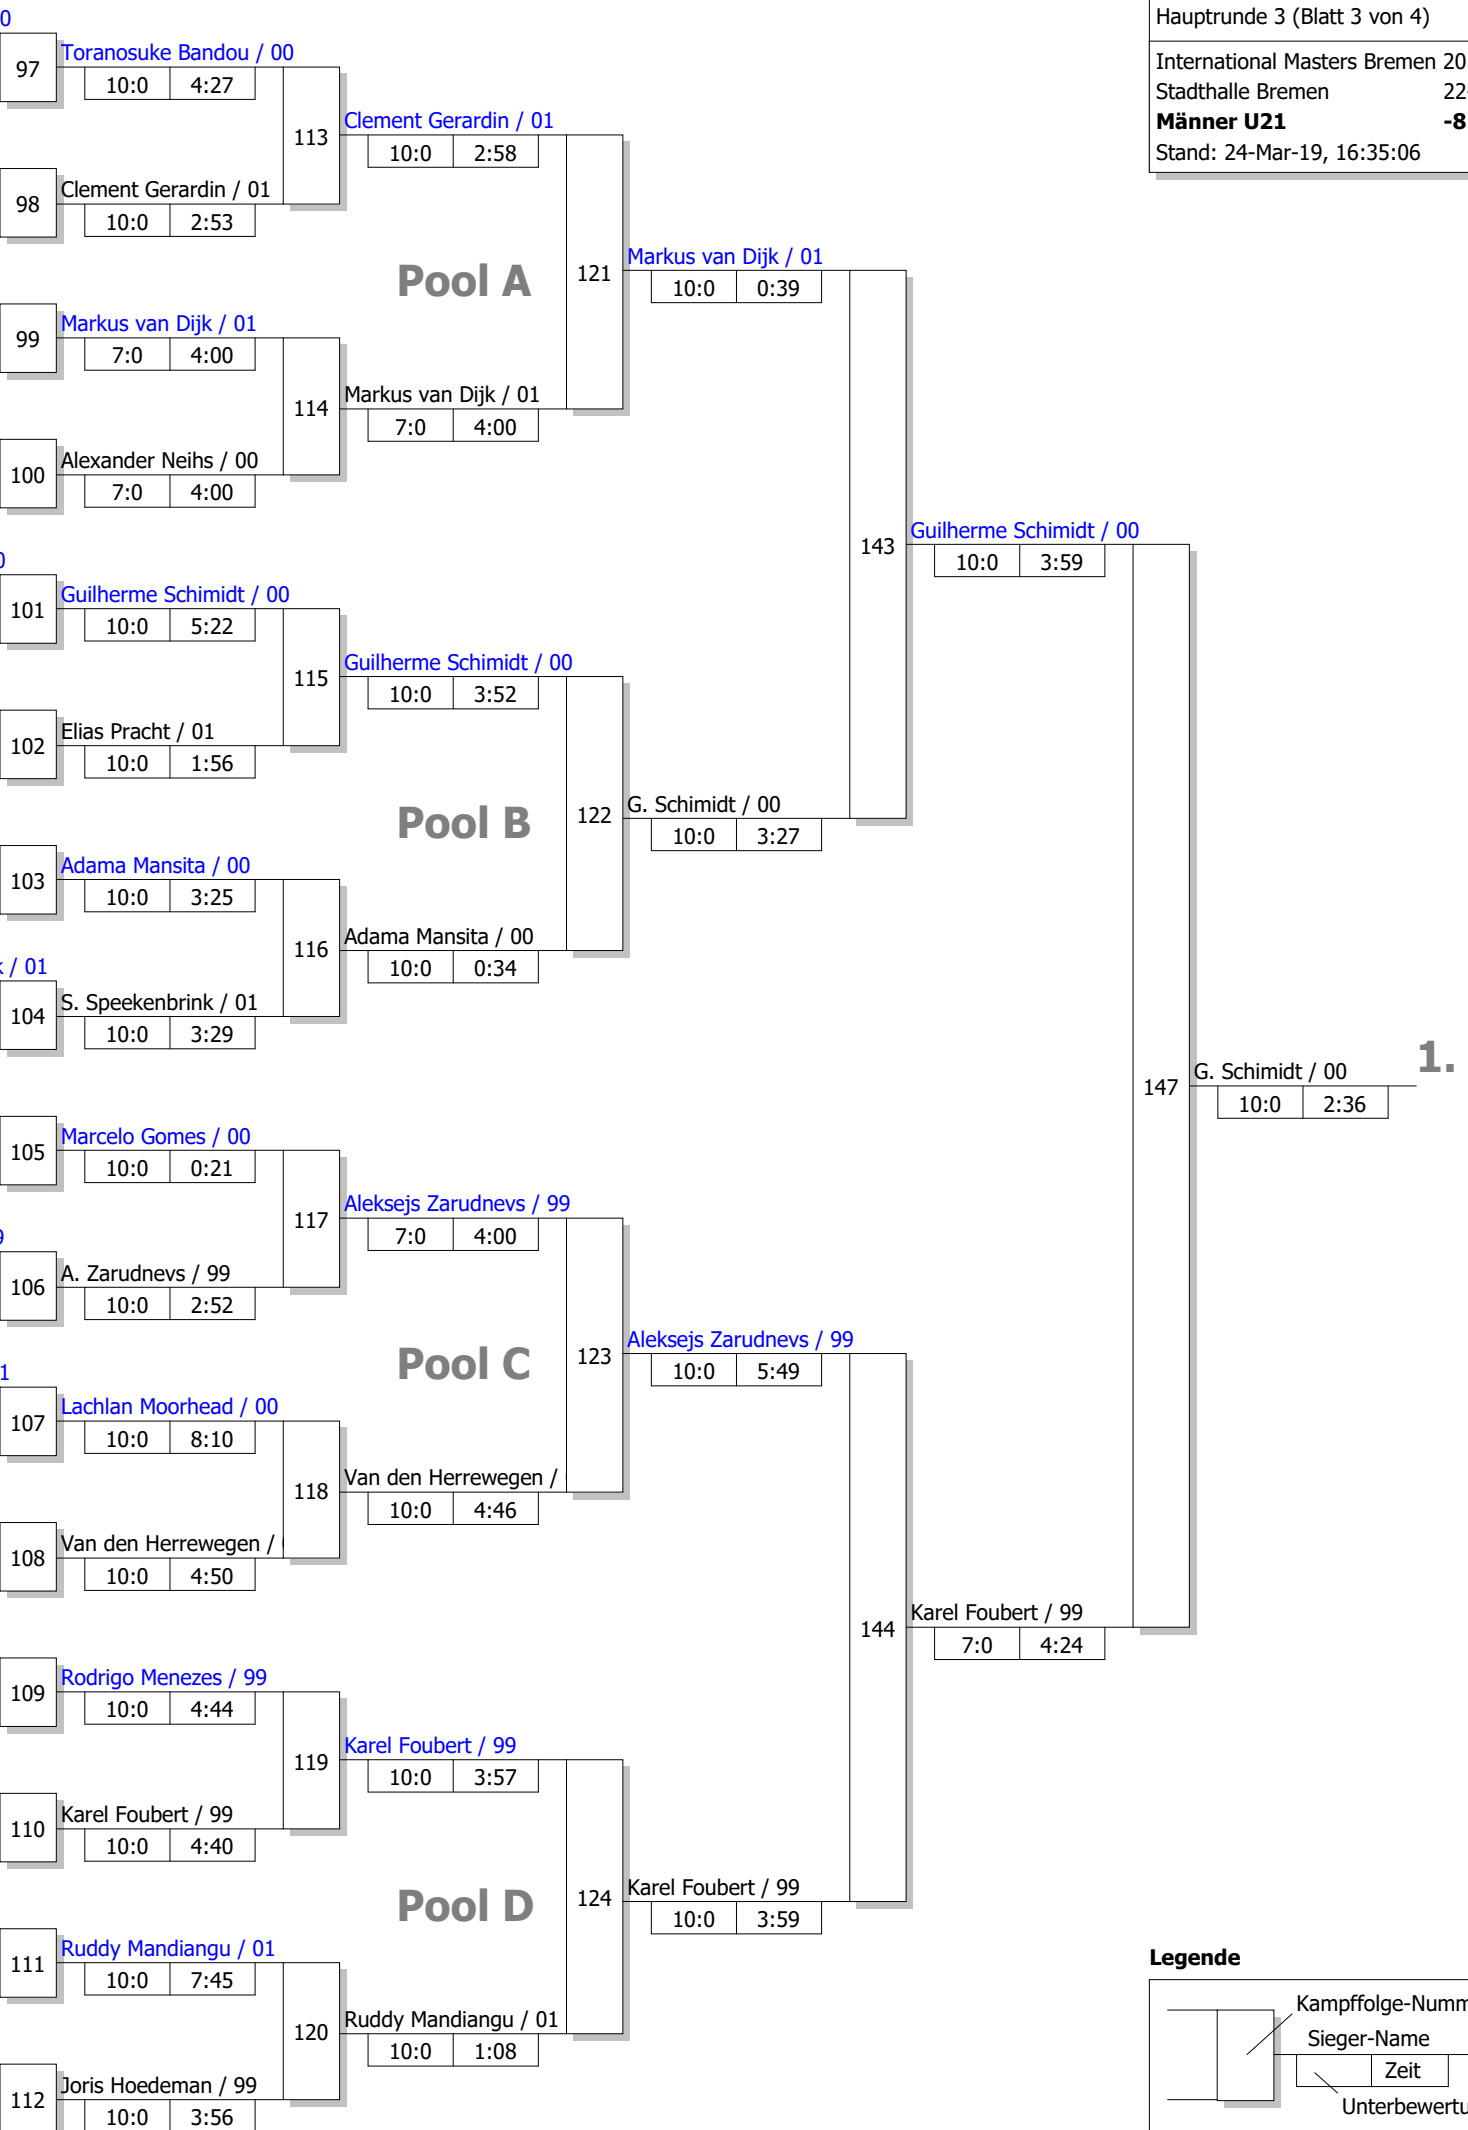 0
Hauptrunde 3 (Blatt 3 von 4)
International Masters Bremen 20
Stadthalle Bremen 22-
Männer U21 -8
Stand: 24-Mar-19, 16:35:06
97
Toranosuke Bandou / 00
10:0 4:27
113
Clement Gerardin / 01
10:0 2:58
98
Clement Gerardin / 01
10:0 2:53
Pool A
121
Markus van Dijk / 01
10:0 0:39
99
Markus van Dijk / 01
7:0 4:00
114
Markus van Dijk / 01
7:0 4:00
100
Alexander Neihs / 00
7:0 4:00
143
Guilherme Schimidt / 00
10:0 3:59
101
Guilherme Schimidt / 00
10:0 5:22
115
Guilherme Schimidt / 00
10:0 3:52
102
Elias Pracht / 01
10:0 1:56
Pool B
122
G. Schimidt / 00
10:0 3:27
103
Adama Mansita / 00
10:0 3:25
116
Adama Mansita / 00
10:0 0:34
/ 01
104
S. Speekenbrink / 01
10:0 3:29
147
G. Schimidt / 00
1.
10:0 2:36
105
Marcelo Gomes / 00
10:0 0:21
117
Aleksejs Zarudnevs / 99
7:0 4:00
106
A. Zarudnevs / 99
10:0 2:52
Pool C
123
Aleksejs Zarudnevs / 99
10:0 5:49
1
107
Lachlan Moorhead / 00
10:0 8:10
118
Van den Herrewegen /
10:0 4:46
108
Van den Herrewegen /
10:0 4:50
144
Karel Foubert / 99
7:0 4:24
109
Rodrigo Menezes / 99
10:0 4:44
119
Karel Foubert / 99
10:0 3:57
110
Karel Foubert / 99
10:0 4:40
Pool D
124
Karel Foubert / 99
10:0 3:59
111
Ruddy Mandiangu / 01
10:0 7:45
120
Ruddy Mandiangu / 01
10:0 1:08
112
Joris Hoedeman / 99
10:0 3:56
Legende
Kampffolge-Numm
Sieger-Name
Zeit
Unterbewertu